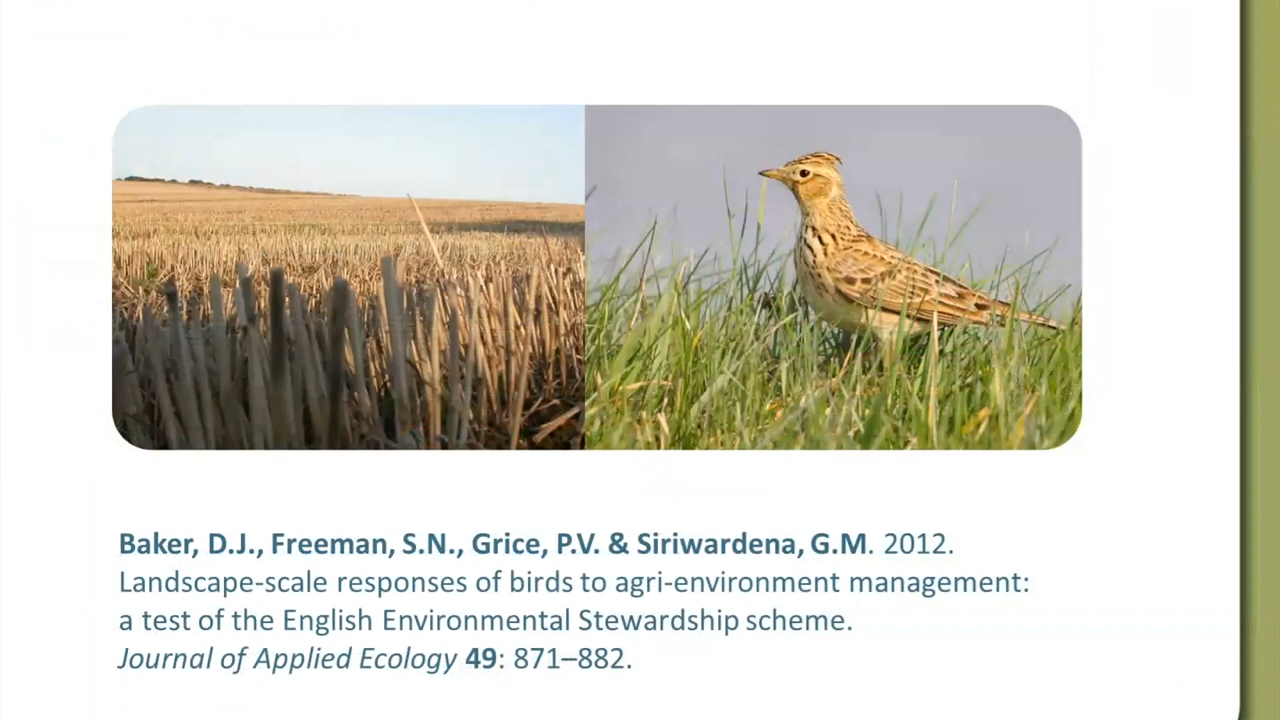 Baker, D.J., Freeman, S.N., Grice, P.V. & Siriwardena, G.M. 2012.
Landscape-scale responses of birds to agri-environment management:
a test of the English Environmental Stewardship scheme.
Journal of Applied Ecology 49: 871–882.